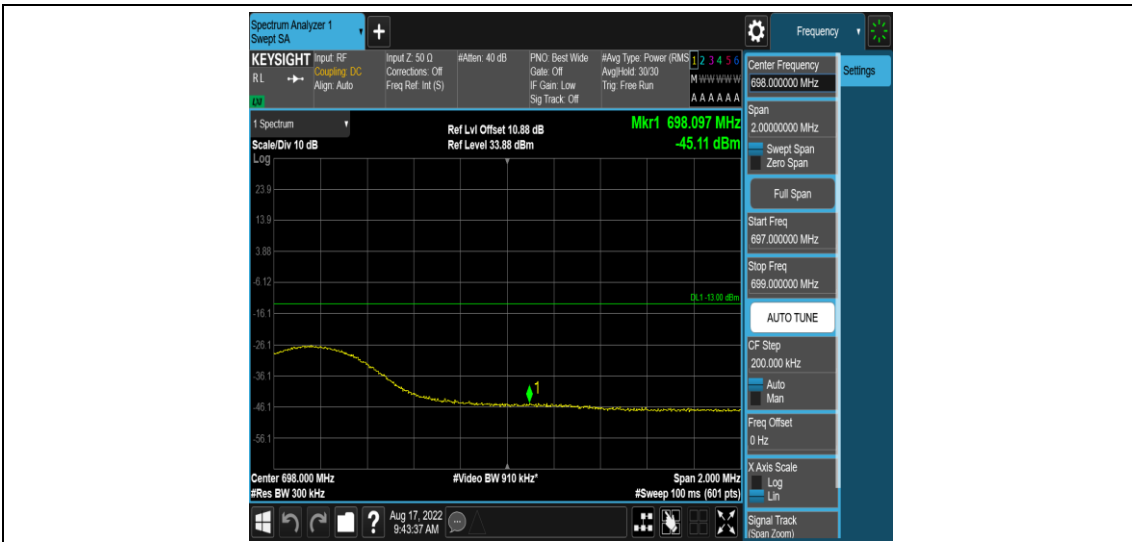 Spectrum Analyzer 1
Swept SA
+
Frequency
KEYSIGHT
RL
LXI
Input: RF
Coupling: DC
Align: Auto
Input Z: 50 Ω
Corrections: Off
Freq Ref: Int (S)
#Atten: 40 dB
PNO: Best Wide
Gate: Off
IF Gain: Low
Sig Track: Off
#Avg Type: Power (RMS
Avg|Hold: 30/30
Trig: Free Run
1 2 3 4 5 6
M W W W W W
A A A A A A
1 Spectrum
Scale/Div 10 dB
Ref Lvl Offset 10.88 dB
Ref Level 33.88 dBm
Mkr1 698.097 MHz
-45.11 dBm
Log
23.9
13.9
3.88
-6.12
DL1 -13.00 dBm
-16.1
-26.1
-36.1
1
-46.1
-56.1
Center 698.000 MHz
#Video BW 910 kHz*
Span 2.000 MHz
#Res BW 300 kHz
#Sweep 100 ms (601 pts)
?
Aug 17, 2022
9:43:37 AM
Center Frequency
698.000000 MHz
Settings
Span
2.00000000 MHz
Swept Span
Zero Span
Full Span
Start Freq
697.000000 MHz
Stop Freq
699.000000 MHz
AUTO TUNE
CF Step
200.000 kHz
Auto
Man
Freq Offset
0 Hz
X Axis Scale
Log
Lin
Signal Track
(Span Zoom)